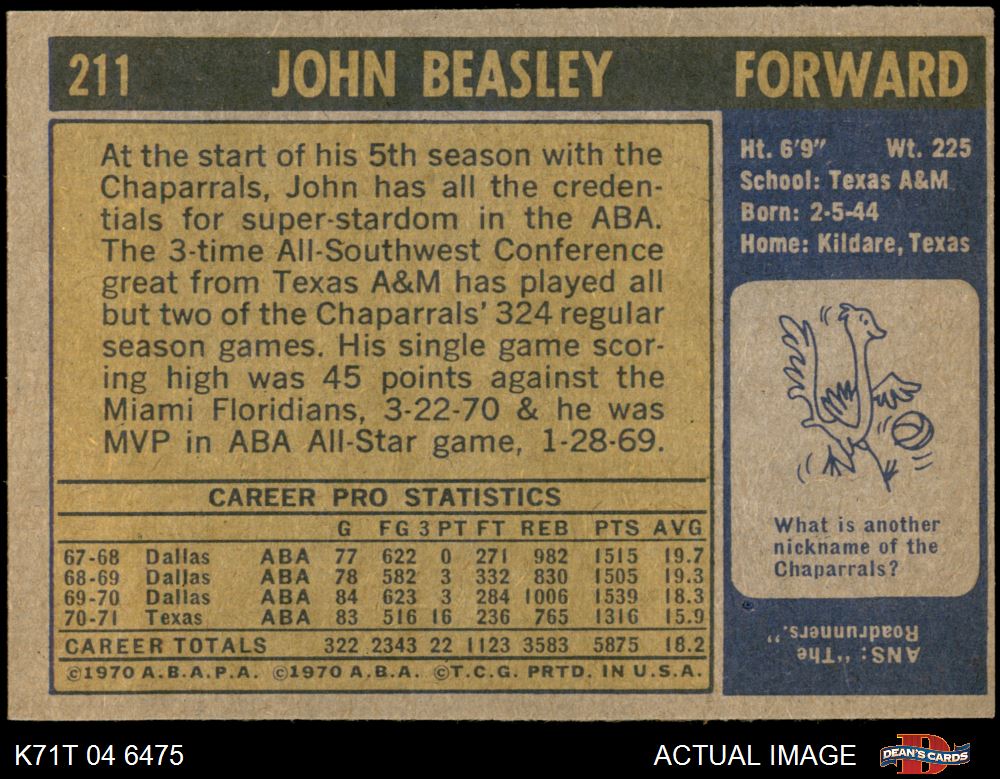 211 JOHN BEASLEY FORWARD
At the start of his 5th season with the
Chaparrals, John has all the creden-
tials for super-stardom in the ABA.
The 3-time All-Southwest Conference
great from Texas A&M has played all
but two of the Chaparrals' 324 regular
season games. His single game scor-
ing high was 45 points against the
Miami Floridians, 3-22-70 & he was
MVP in ABA All-Star game, 1-28-69.
CAREER PRO STATISTICS
G FG 3 PT FT REB PTS AVG
67-68 Dallas ABA 77 622 0 271 982 1515 19.7
68-69 Dallas ABA 78 582 3 332 830 1505 19.3
69-70 Dallas ABA 84 623 3 284 1006 1539 18.3
70-71 Texas ABA 83 516 16 236 765 1316 15.9
CAREER TOTALS 322 2343 22 1123 3583 5875 18.2
©1970 A.B.A.P.A. ©1970 A.B.A. ©T.C.G. PRTD. IN U.S.A.
Ht. 6'9" Wt. 225
School: Texas A&M
Born: 2-5-44
Home: Kildare, Texas
What is another
nickname of the
Chaparrals?
ANS: "The
Roadrunners."
K71T 04 6475 ACTUAL IMAGE DEAN'S CARDS